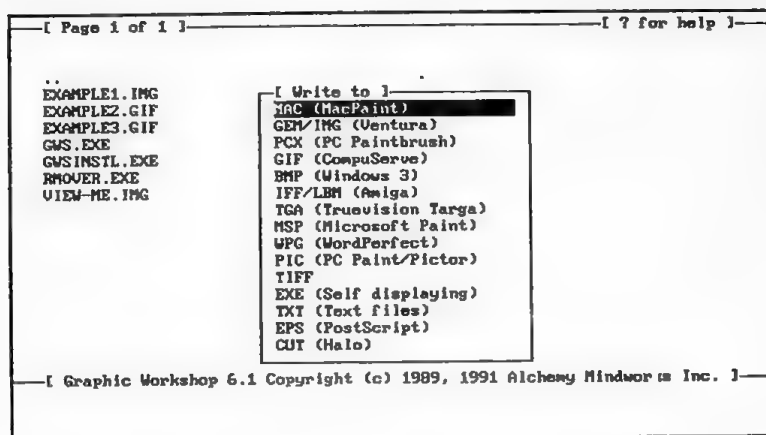 [ Page 1 of 1 ] [ ? for help ]
..
EXAMPLE1.IMG
EXAMPLE2.GIF
EXAMPLE3.GIF
GWS.EXE
GWSINSTL.EXE
RMOVER.EXE
VIEW-ME.IMG
[ Write to ]
MAC (MacPaint)
GEM/IMG (Ventura)
PCX (PC Paintbrush)
GIF (CompuServe)
BMP (Windows 3)
IFF/LBM (Amiga)
TGA (Truevision Targa)
MSP (Microsoft Paint)
WPG (WordPerfect)
PIC (PC Paint/Pictor)
TIFF
EXE (Self displaying)
TXT (Text files)
EPS (PostScript)
CUT (Halo)
[ Graphic Workshop 6.1 Copyright (c) 1989, 1991 Alchemy Mindworks Inc. ]